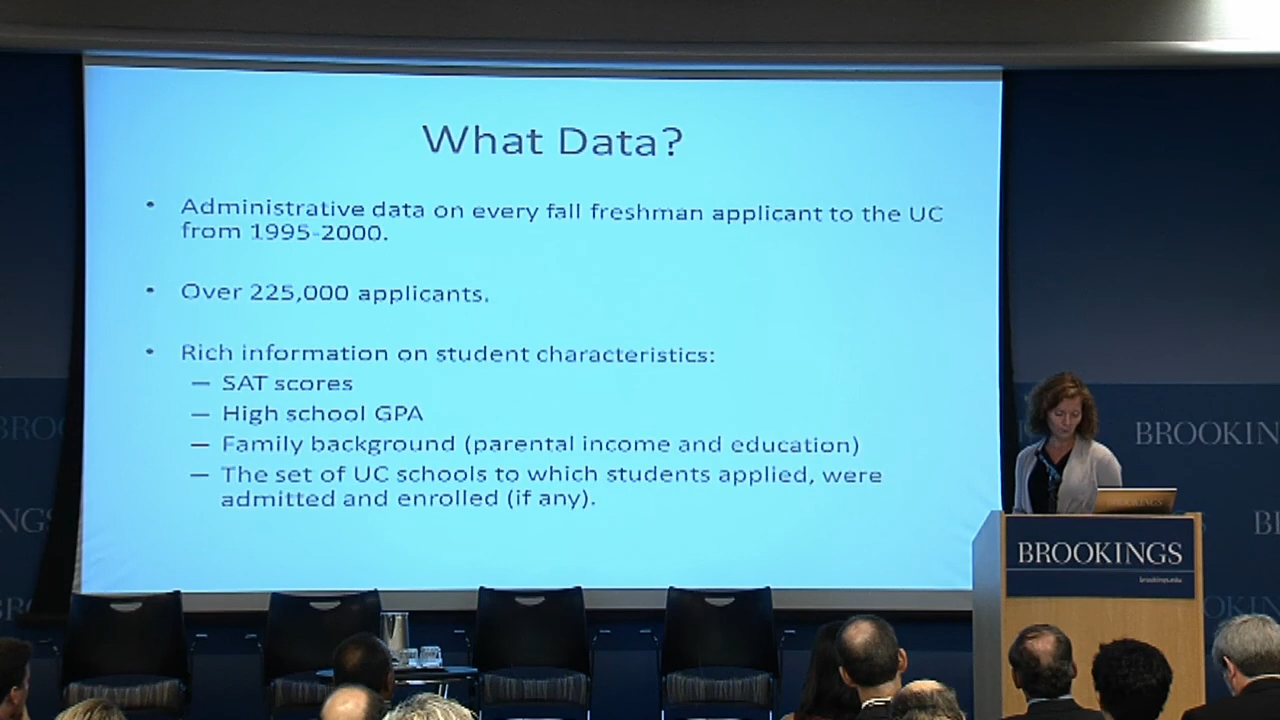 What Data?
• Administrative data on every fall freshman applicant to the UC
from 1995-2000.
• Over 225,000 applicants.
• Rich information on student characteristics:
— SAT scores
— High school GPA
— Family background (parental income and education)
— The set of UC schools to which students applied, were
admitted and enrolled (if any).
BROOKIN
BROOKINGS
brookings.edu